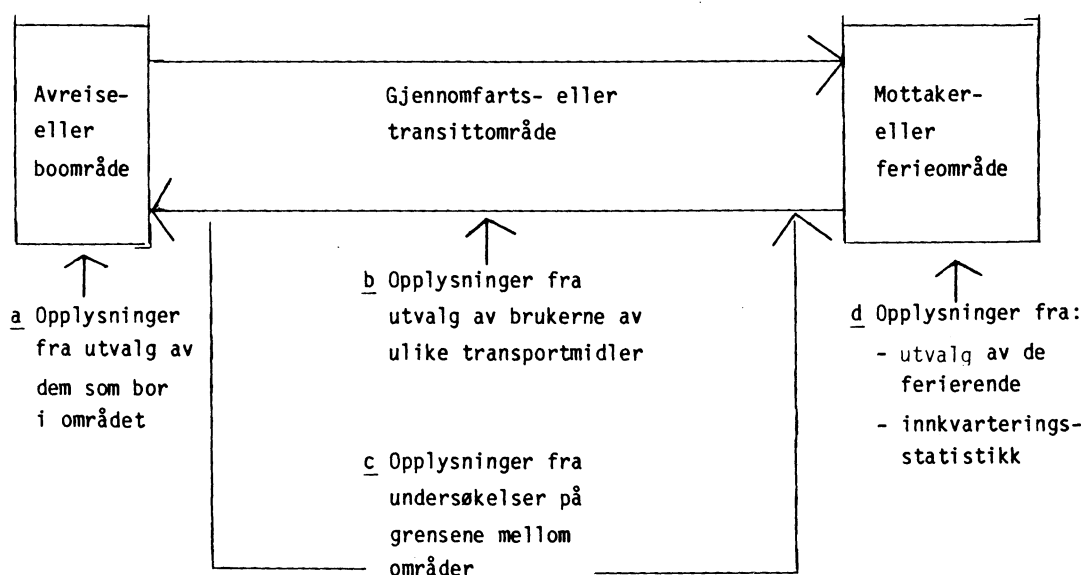 Avreise-
eller
boområde
Gjennomfarts- eller
transittområde
Mottaker-
eller
ferieområde
a Opplysninger
fra utvalg av
dem som bor
i området
b Opplysninger fra
utvalg av brukerne av
ulike transportmidler
c Opplysninger fra
undersøkelser på
grensene mellom
områder
d Opplysninger fra:
- utvalg av de
ferierende
- innkvarterings-
statistikk